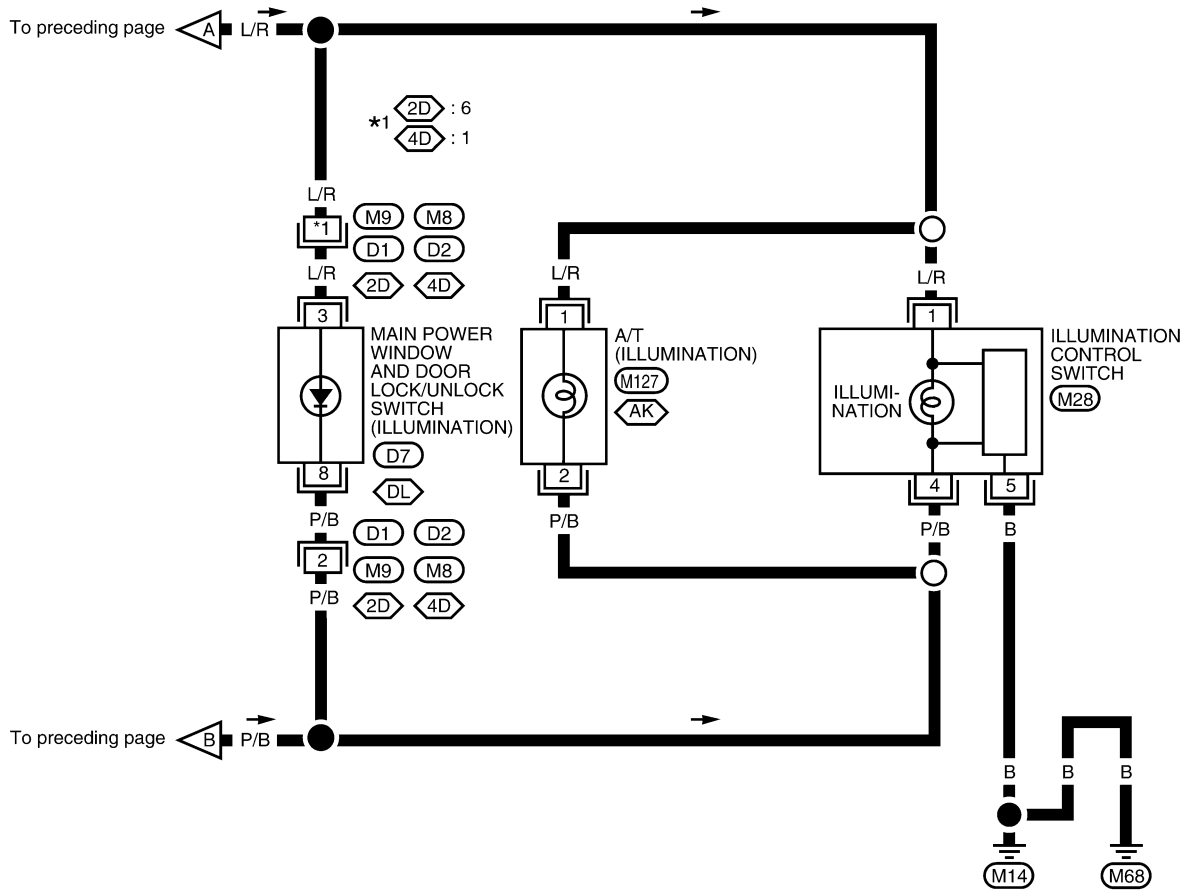 To preceding page A L/R
*1 2D : 6
4D : 1
L/R
*1 M9 M8
D1 D2
L/R
2D 4D
3
MAIN POWER
WINDOW
AND DOOR
LOCK/UNLOCK
SWITCH
(ILLUMINATION)
D7
8
DL
P/B
D1 D2
2
M9 M8
P/B
2D 4D
L/R
1
A/T
(ILLUMINATION)
M127
AK
2
P/B
L/R
1
ILLUMINATION
CONTROL
SWITCH
M28
ILLUMI-
NATION
4 5
P/B B
To preceding page B P/B
B B B
M14 M68